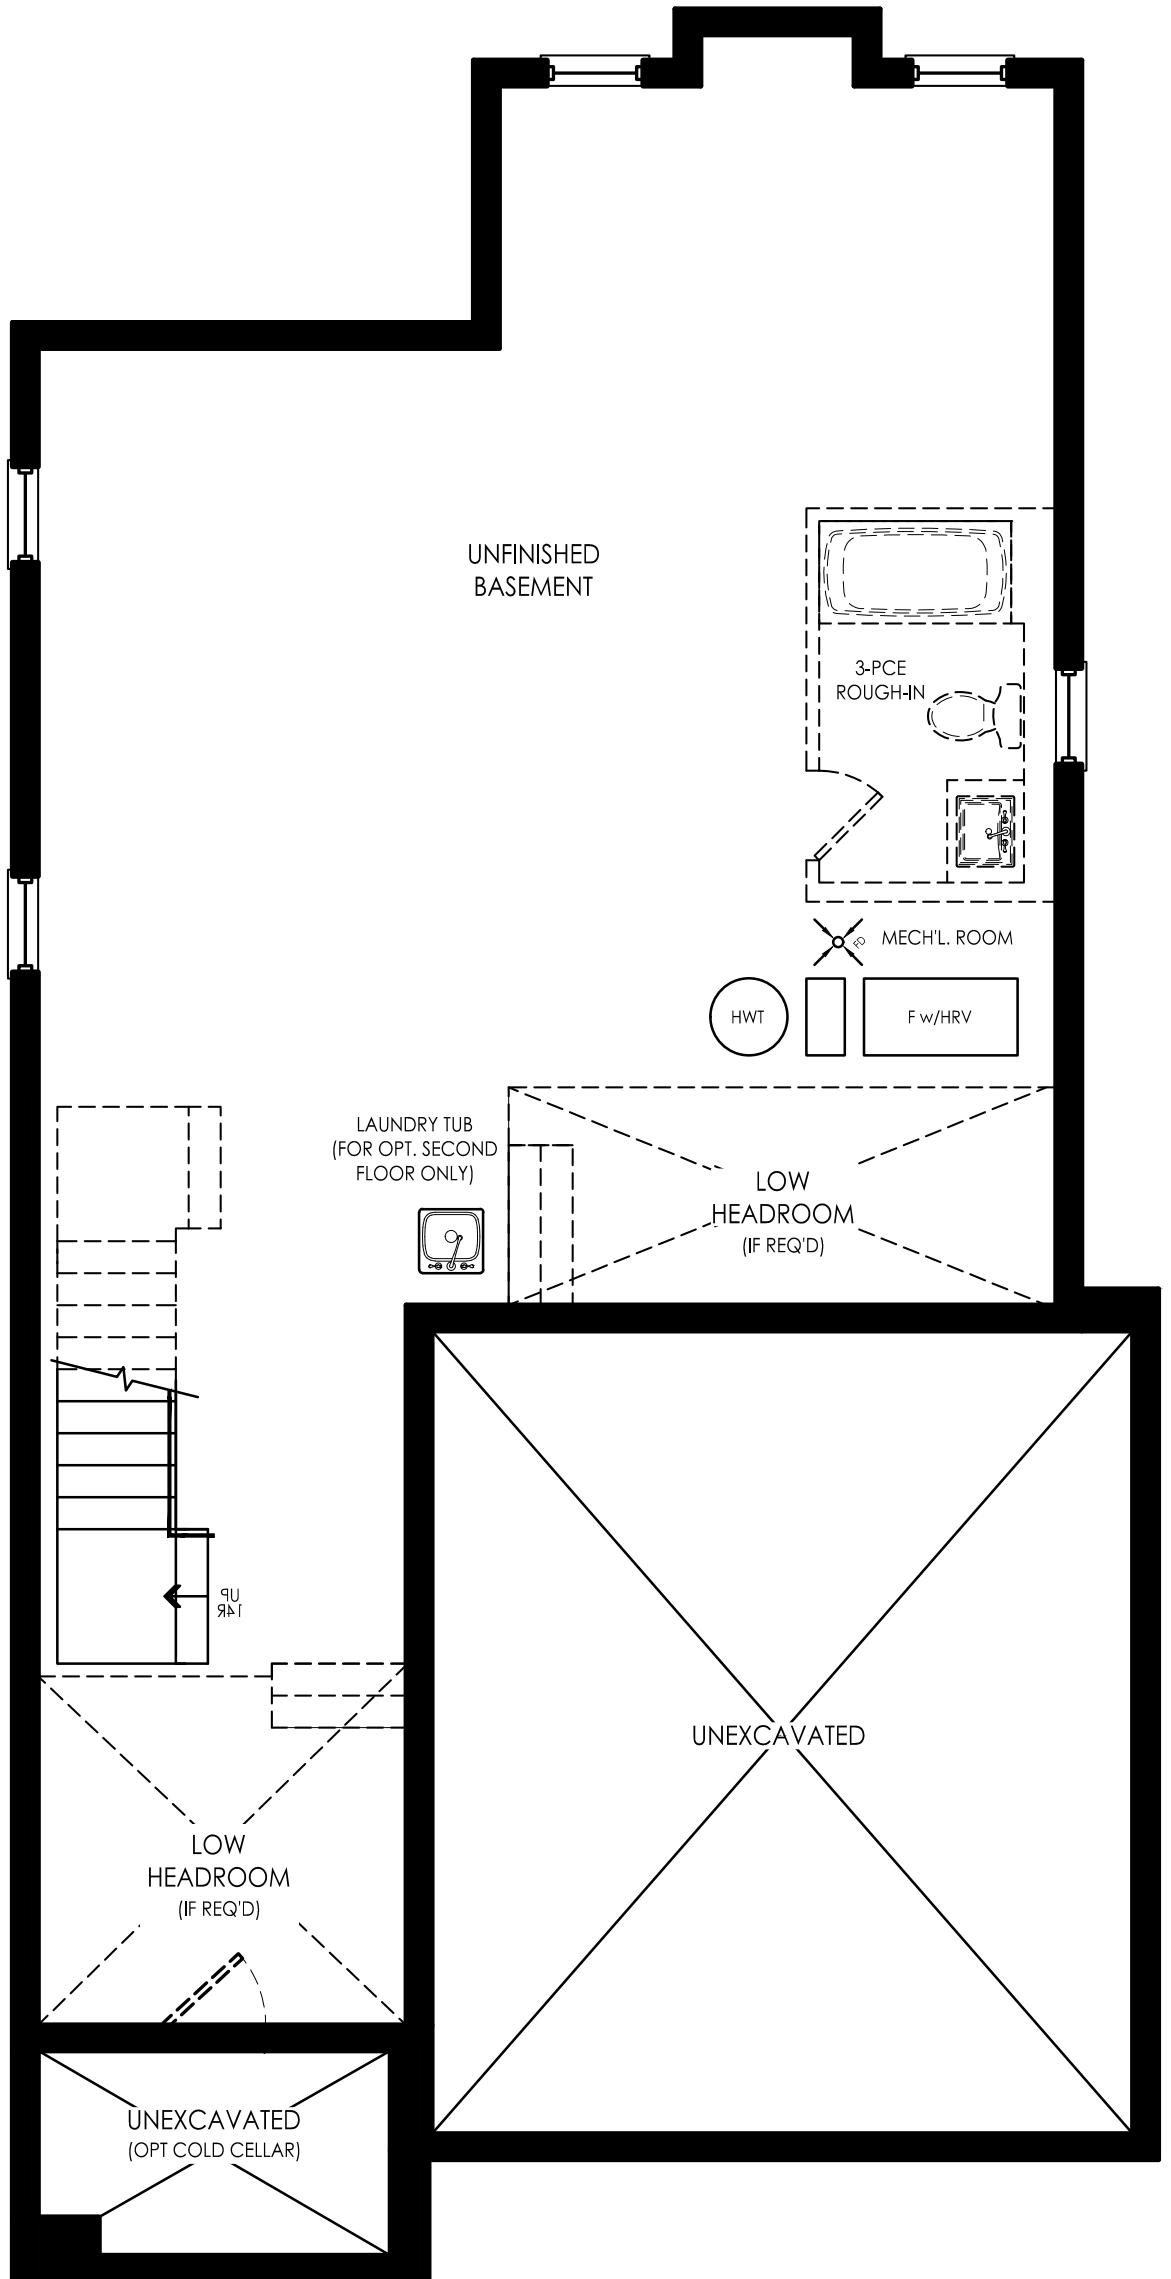 UNFINISHED
BASEMENT
3-PCE
ROUGH-IN
FD
MECH'L. ROOM
HWT
F w/HRV
LAUNDRY TUB
(FOR OPT. SECOND
FLOOR ONLY)
LOW
HEADROOM
(IF REQ'D)
UP
14R
UNEXCAVATED
LOW
HEADROOM
(IF REQ'D)
UNEXCAVATED
(OPT COLD CELLAR)